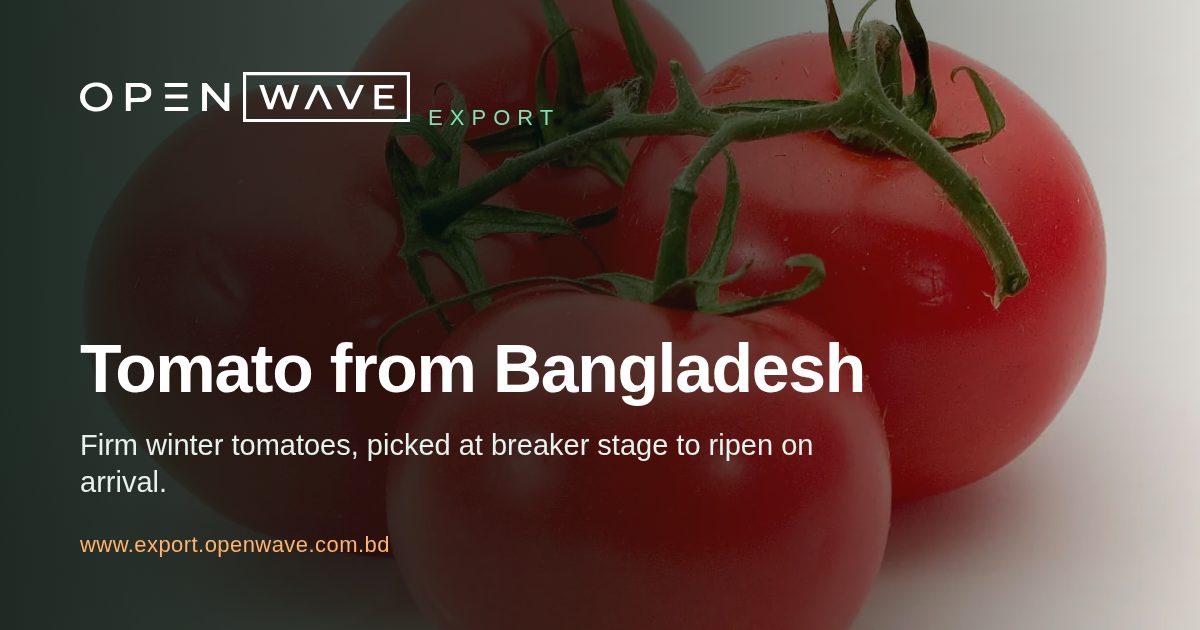 OPEN WAVE EXPORT
Tomato from Bangladesh
Firm winter tomatoes, picked at breaker stage to ripen on
arrival.
www.export.openwave.com.bd